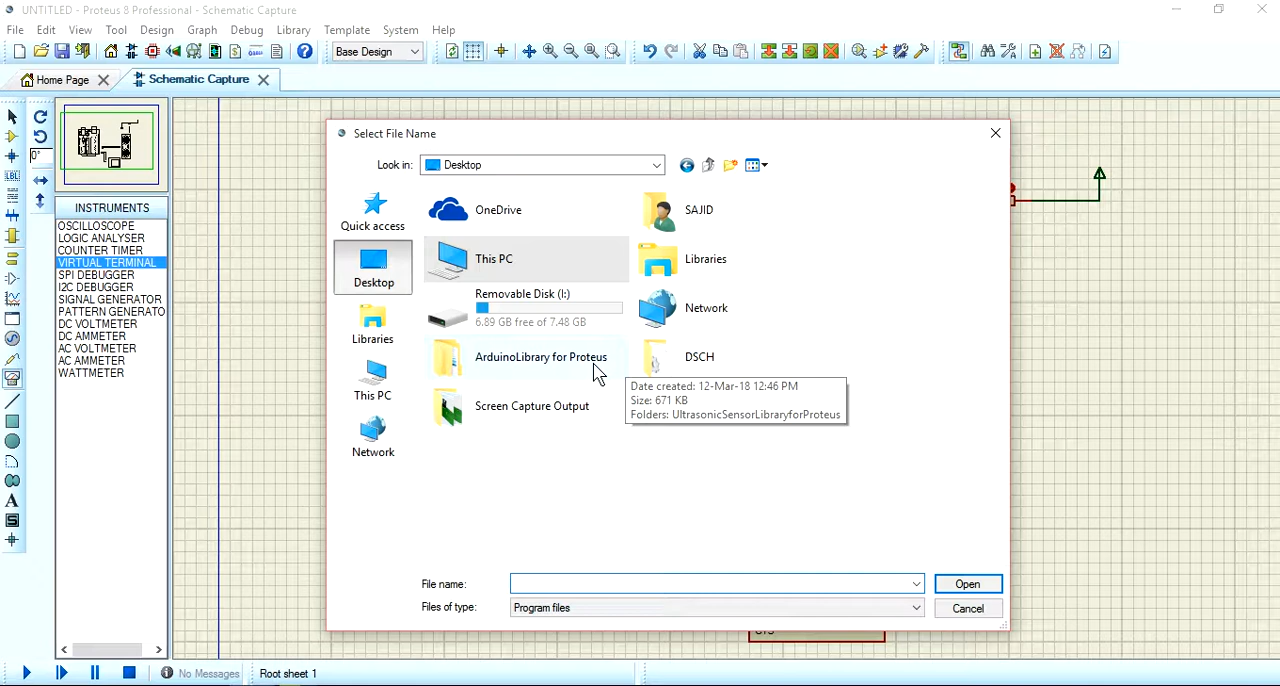 UNTITLED - Proteus 8 Professional - Schematic Capture
File Edit View Tool Design Graph Debug Library Template System Help
Base Design
Home Page
Schematic Capture
0°
LBL
INSTRUMENTS
OSCILLOSCOPE
LOGIC ANALYSER
COUNTER TIMER
VIRTUAL TERMINAL
SPI DEBUGGER
I2C DEBUGGER
SIGNAL GENERATOR
PATTERN GENERATO
DC VOLTMETER
DC AMMETER
AC VOLTMETER
AC AMMETER
WATTMETER
A
S
Select File Name
Look in:
Desktop
Quick access
Desktop
Libraries
This PC
Network
OneDrive
SAJID
This PC
Libraries
Removable Disk (I:)
6.89 GB free of 7.48 GB
Network
ArduinoLibrary for Proteus
DSCH
Date created: 12-Mar-18 12:46 PM
Size: 671 KB
Folders: UltrasonicSensorLibraryforProteus
Screen Capture Output
File name:
Open
Files of type:
Program files
Cancel
No Messages
Root sheet 1